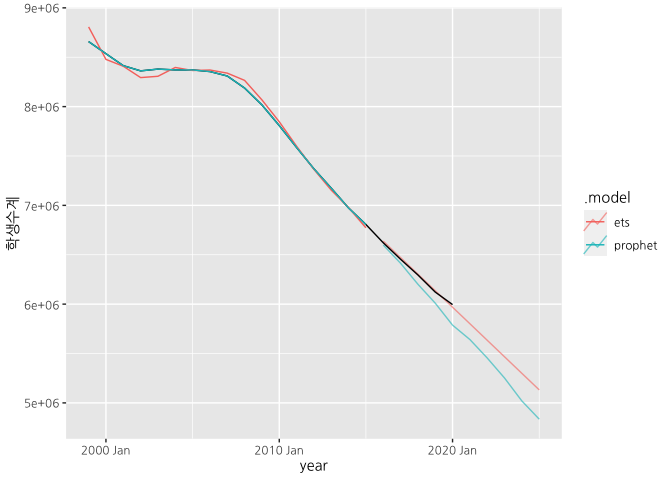 9e+06
8e+06
7e+06
6e+06
5e+06
학생수계
2000 Jan
2010 Jan
2020 Jan
year
.model
ets
prophet